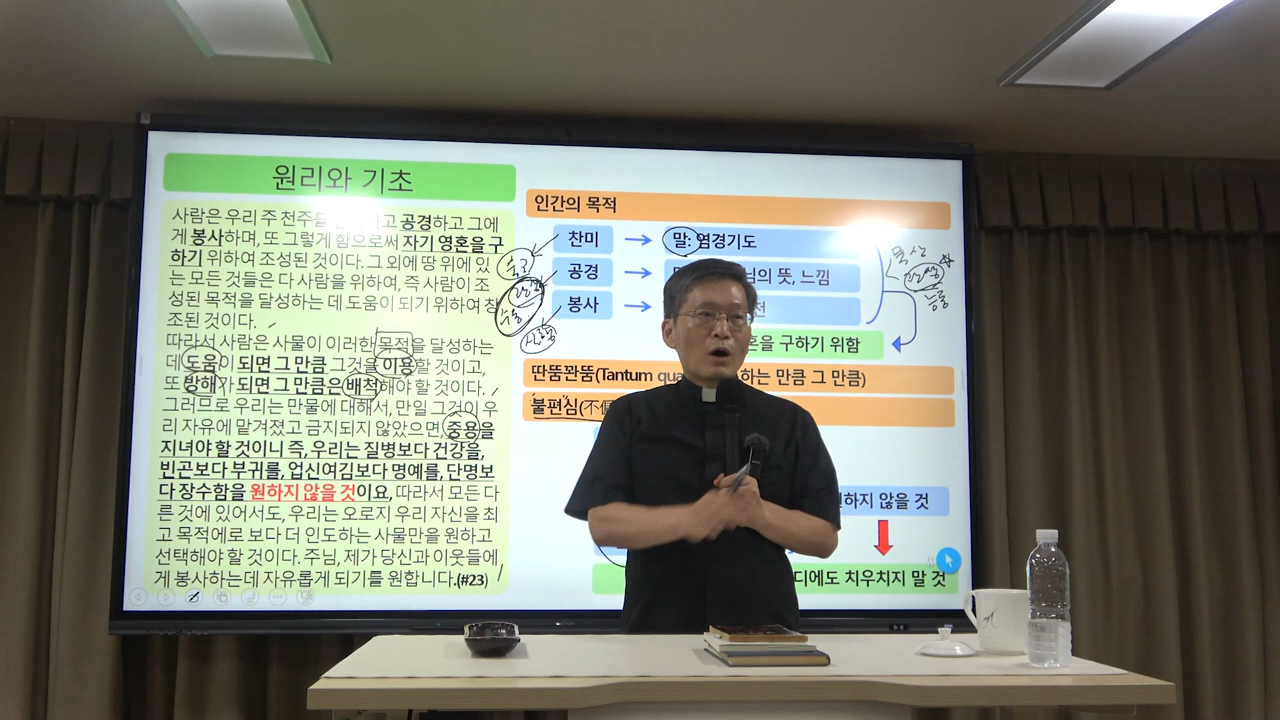 원리와 기초
사람은 우리 주 천주를 하고 공경하고 그에
게 봉사하며, 또 그렇게 함으로써 자기 영혼을 구
하기 위하여 조성된 것이다. 그 외에 땅 위에 있
는 모든 것들은 다 사람을 위하여, 즉 사람이 조
성된 목적을 달성하는 데 도움이 되기 위하여 창
조된 것이다.
따라서 사람은 사물이 이러한 목적을 달성하는
데 도움이 되면 그 만큼 그것을 이용할 것이고,
또 방해가 되면 그 만큼은 배척해야 할 것이다.
그러므로 우리는 만물에 대해서, 만일 그것이 우
리 자유에 맡겨졌고 금지되지 않았으면, 중용을
지녀야 할 것이니 즉, 우리는 질병보다 건강을,
빈곤보다 부귀를, 업신여김보다 명예를, 단명보
다 장수함을 원하지 않을 것이요, 따라서 모든 다
른 것에 있어서도, 우리는 오로지 우리 자신을 최
고 목적에로 보다 더 인도하는 사물만을 원하고
선택해야 할 것이다. 주님, 제가 당신과 이웃들에
게 봉사하는데 자유롭게 되기를 원합니다.(#23)
인간의 목적
찬미
말: 염경기도
공경
님의 뜻, 느낌
봉사
전
을 구하기 위함
딴뚬꽌뚬(Tantum qua 하는 만큼 그 만큼)
불편심(不偏
원하지 않을 것
디에도 치우치지 말 것
묵상
능동
수동